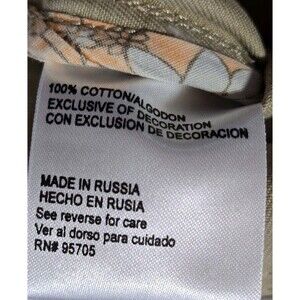 100% COTTON/ALGODON
EXCLUSIVE OF DECORATION
CON EXCLUSION DE DECORACION
MADE IN RUSSIA
HECHO EN RUSIA
See reverse for care
Ver al dorso para cuidado
RN# 95705